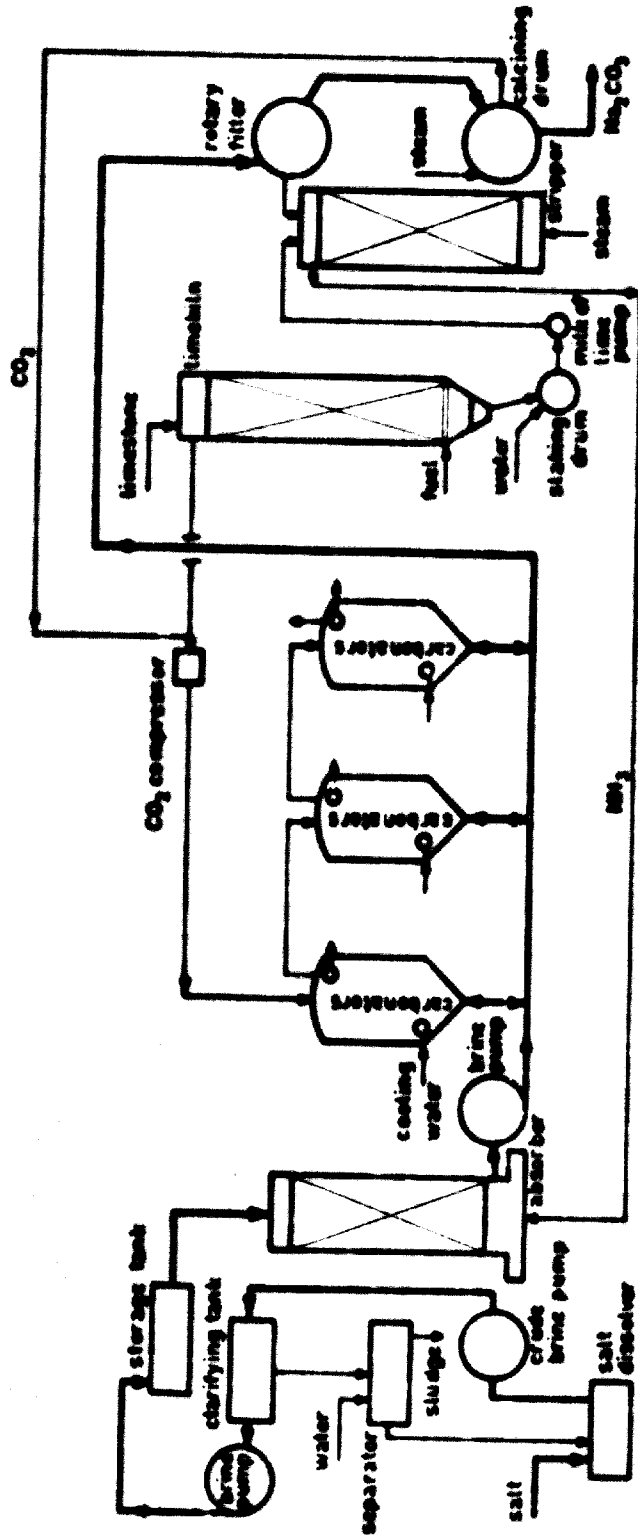 CO₂
rotary
filter
calcining
drum
steam
Na₂CO₃
stripper
steam
limestone
limekiln
fuel
water
slaking
drum
milk of
lime
pump
CO₂ compressor
carbonators
carbonators
carbonators
cooling
water
brine
pump
NH₃
absorber
storage tank
clarifying tank
brine
pump
water
separator
sludge
crude
brine pump
salt
dissolver
salt